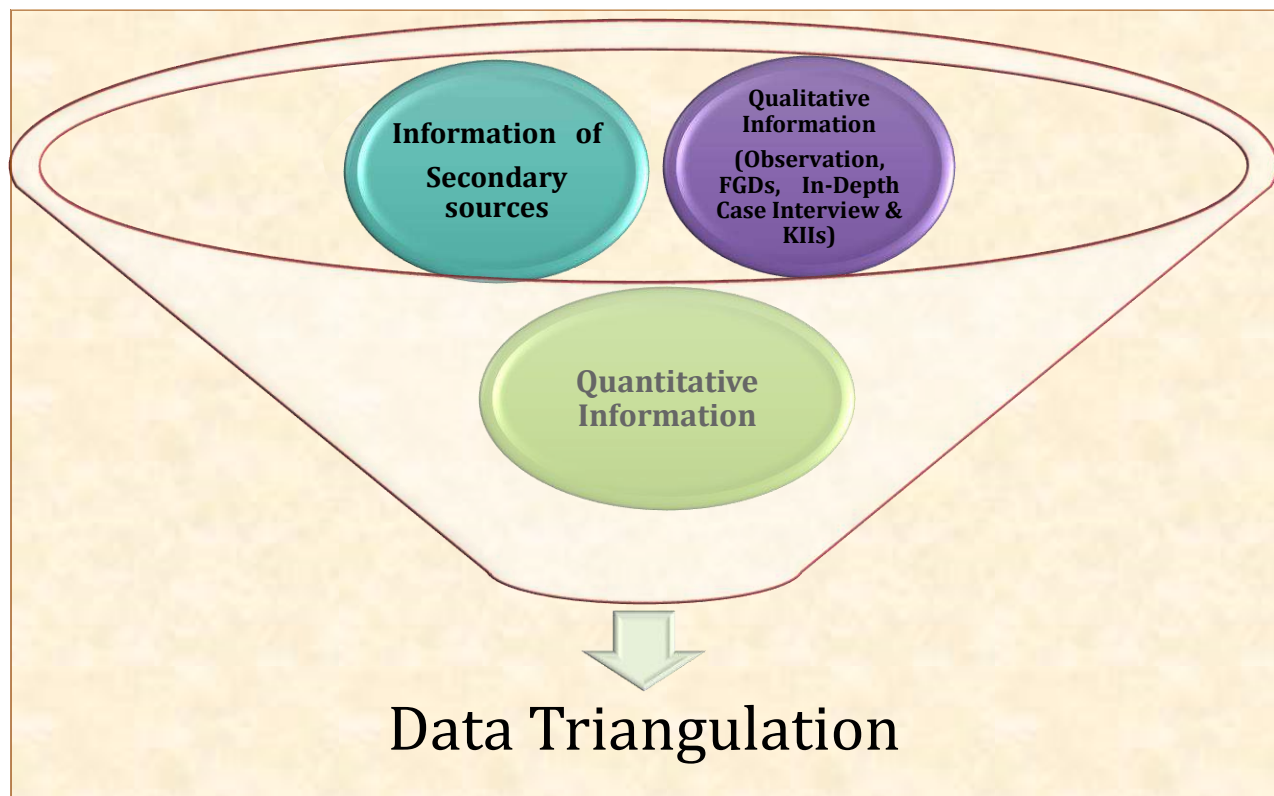 Information of
Secondary
sources
Qualitative
Information
(Observation,
FGDs, In-Depth
Case Interview &
KIIs)
Quantitative
Information
Data Triangulation